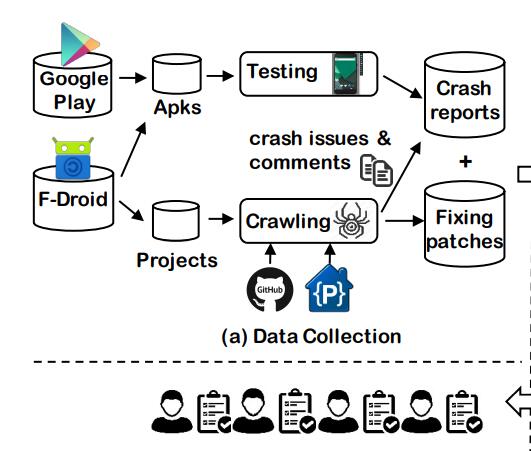 Google
Play
Apks
Testing
Crash
reports
crash issues &
comments
+
F-Droid
Projects
Crawling
Fixing
patches
GitHub
{P}
(a) Data Collection